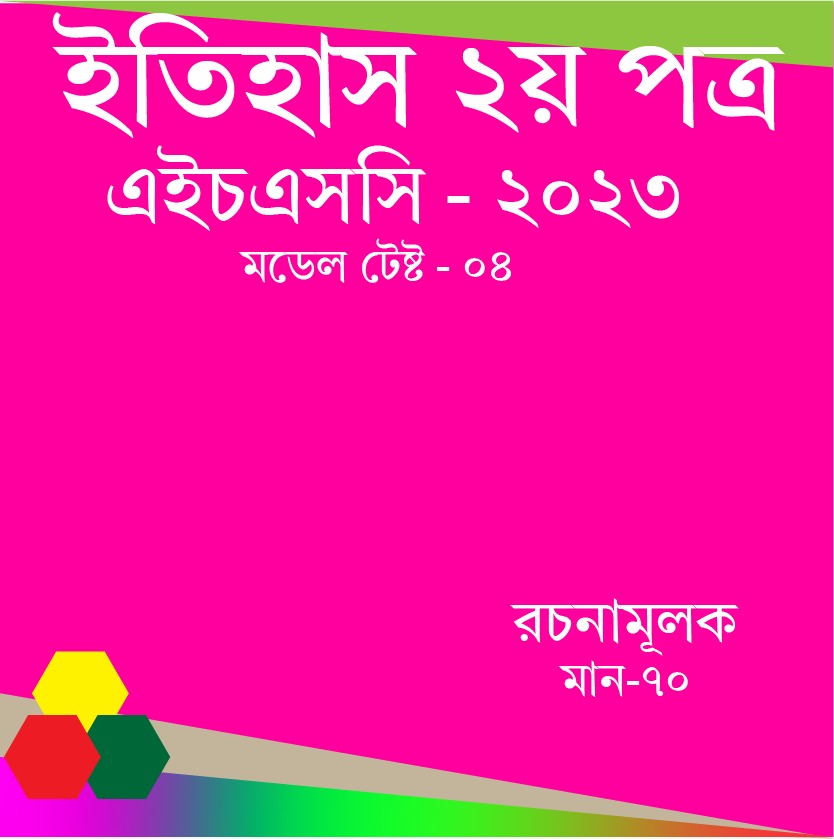 ইতিহাস ২য় পত্র
এইচএসসি - ২০২৩
মডেল টেষ্ট - ০৪
রচনামূলক
মান-৭০